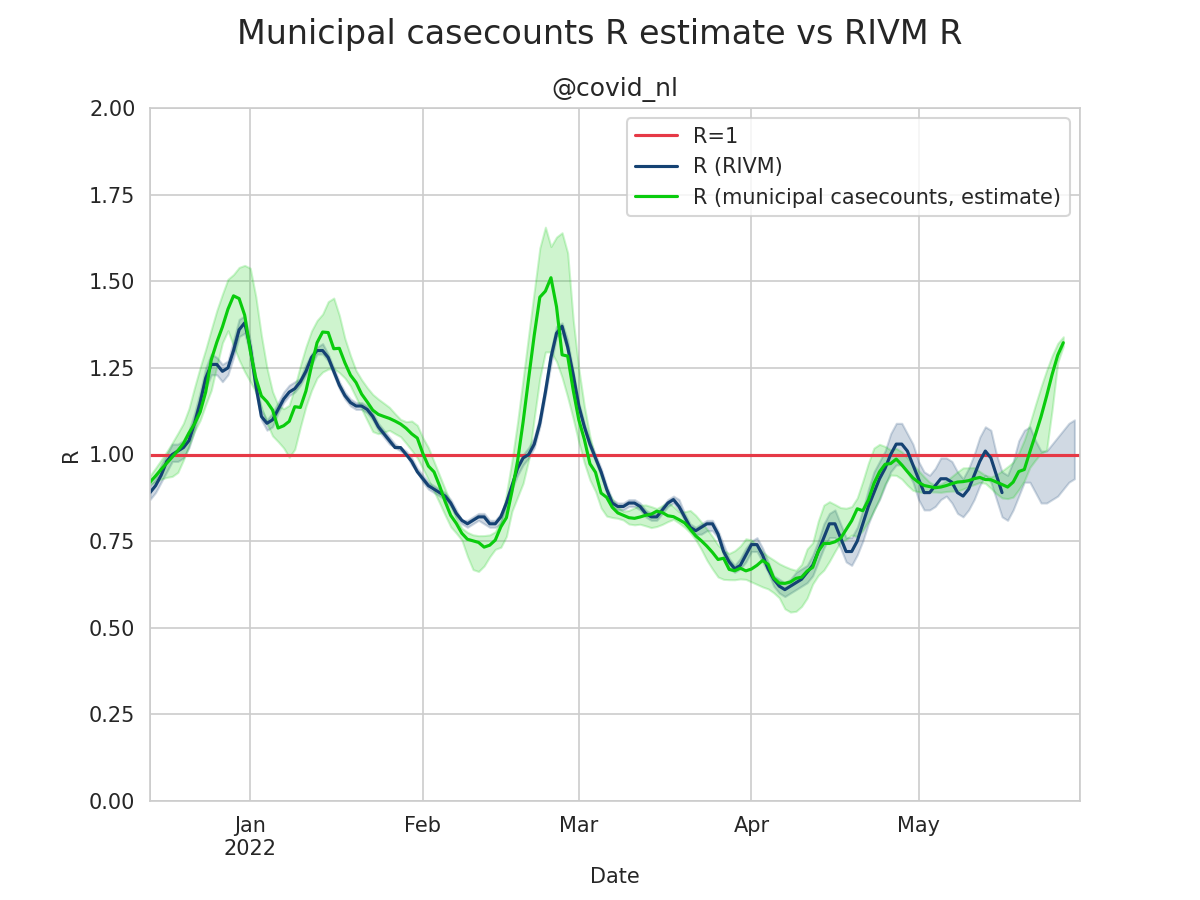 Municipal casecounts R estimate vs RIVM R
@covid_nl
R=1
R (RIVM)
R (municipal casecounts, estimate)
2.00
1.75
1.50
1.25
1.00
0.75
0.50
0.25
0.00
R
Jan
2022
Feb
Mar
Apr
May
Date